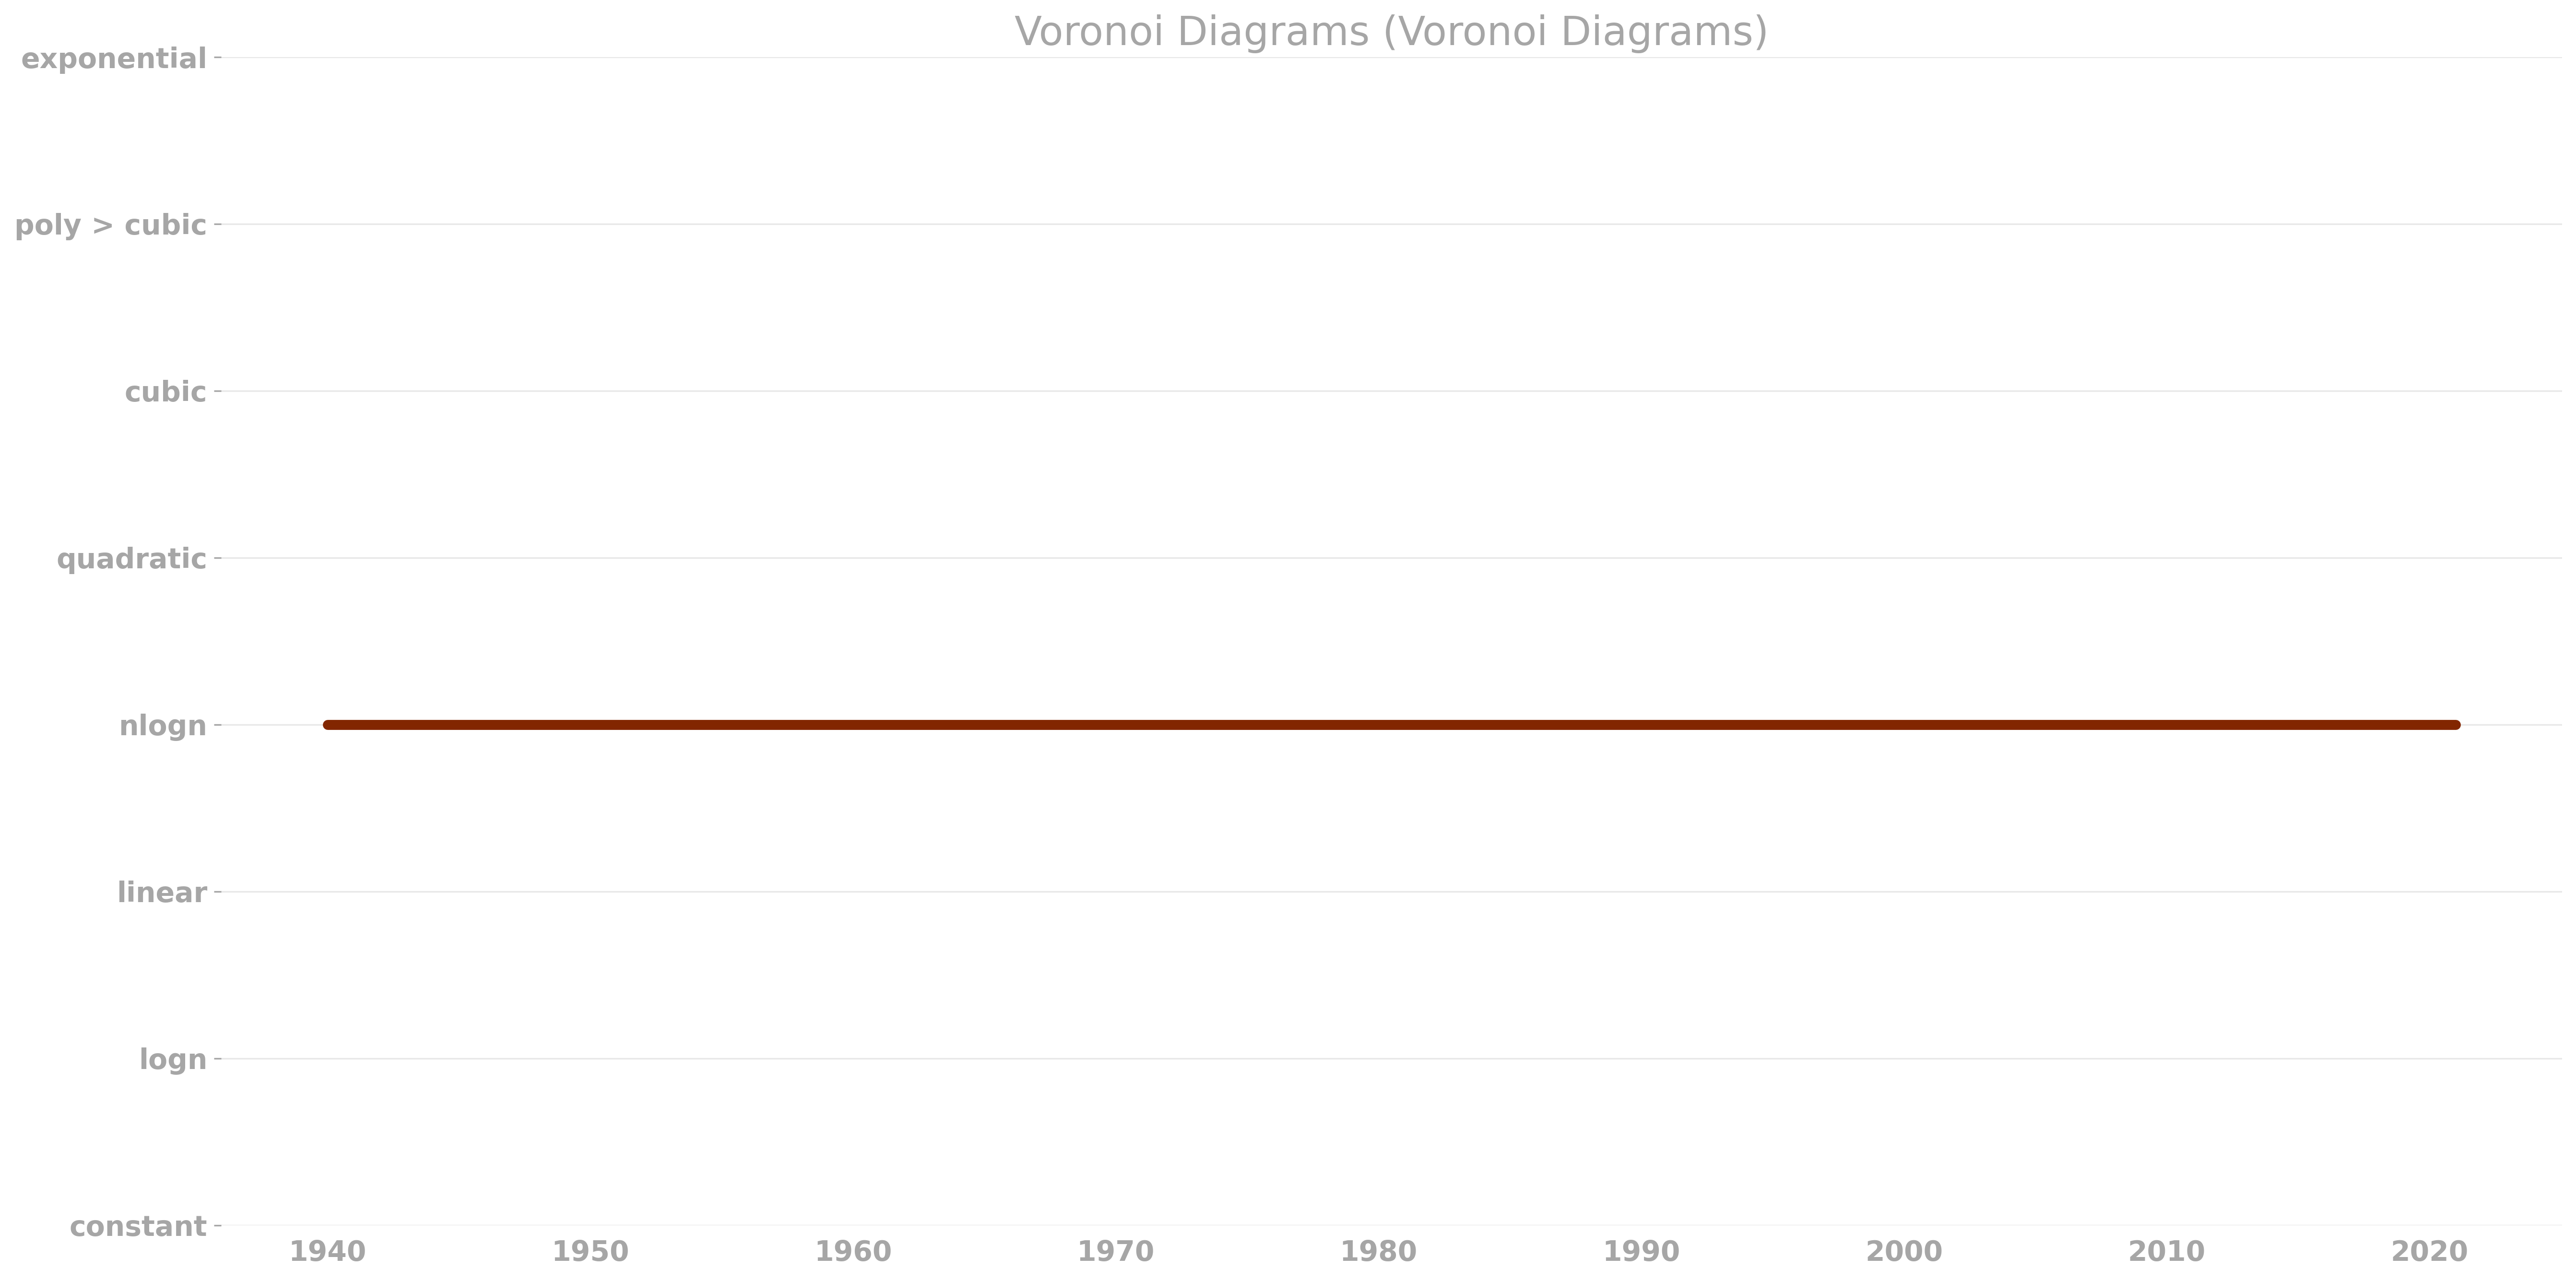 Voronoi Diagrams (Voronoi Diagrams)
exponential
poly > cubic
cubic
quadratic
nlogn
linear
logn
constant
1940 1950 1960 1970 1980 1990 2000 2010 2020